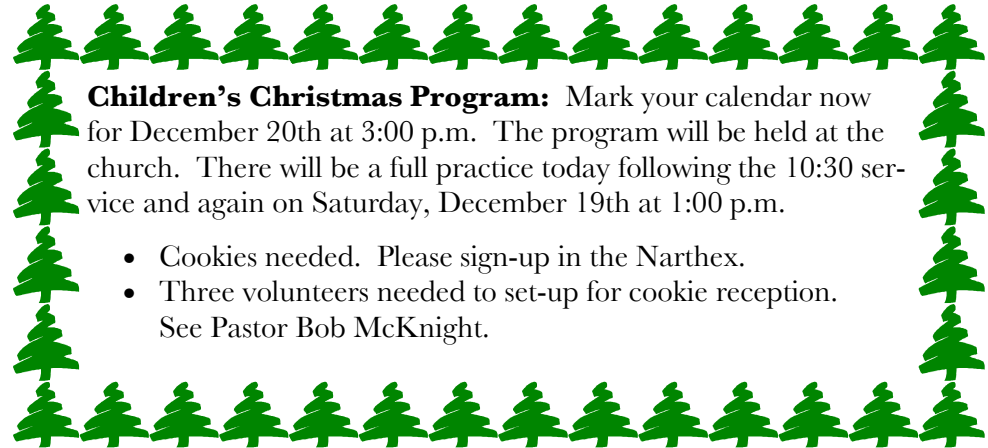 Children’s Christmas Program:  Mark your calendar now
for December 20th at 3:00 p.m.  The program will be held at the
church.  There will be a full practice today following the 10:30 ser-
vice and again on Saturday, December 19th at 1:00 p.m.
• Cookies needed.  Please sign-up in the Narthex.
• Three volunteers needed to set-up for cookie reception.
See Pastor Bob McKnight.